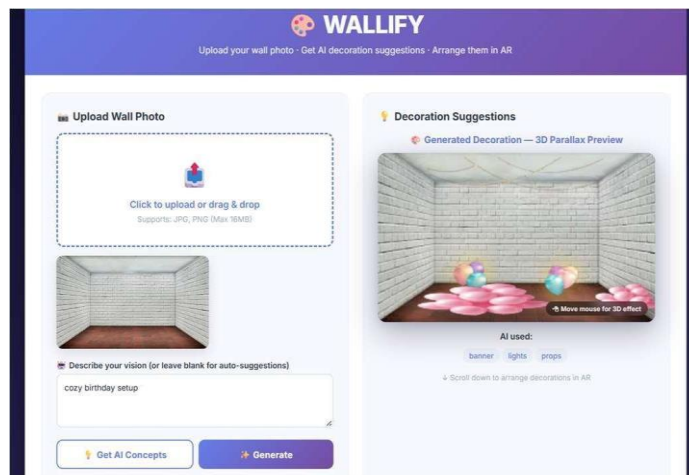 WALLIFY
Upload your wall photo · Get AI decoration suggestions · Arrange them in AR
Upload Wall Photo
Click to upload or drag & drop
Supports: JPG, PNG (Max 16MB)
Describe your vision (or leave blank for auto-suggestions)
cozy birthday setup
Get AI Concepts
Generate
Decoration Suggestions
Generated Decoration — 3D Parallax Preview
Move mouse for 3D effect
AI used:
banner lights props
↓ Scroll down to arrange decorations in AR